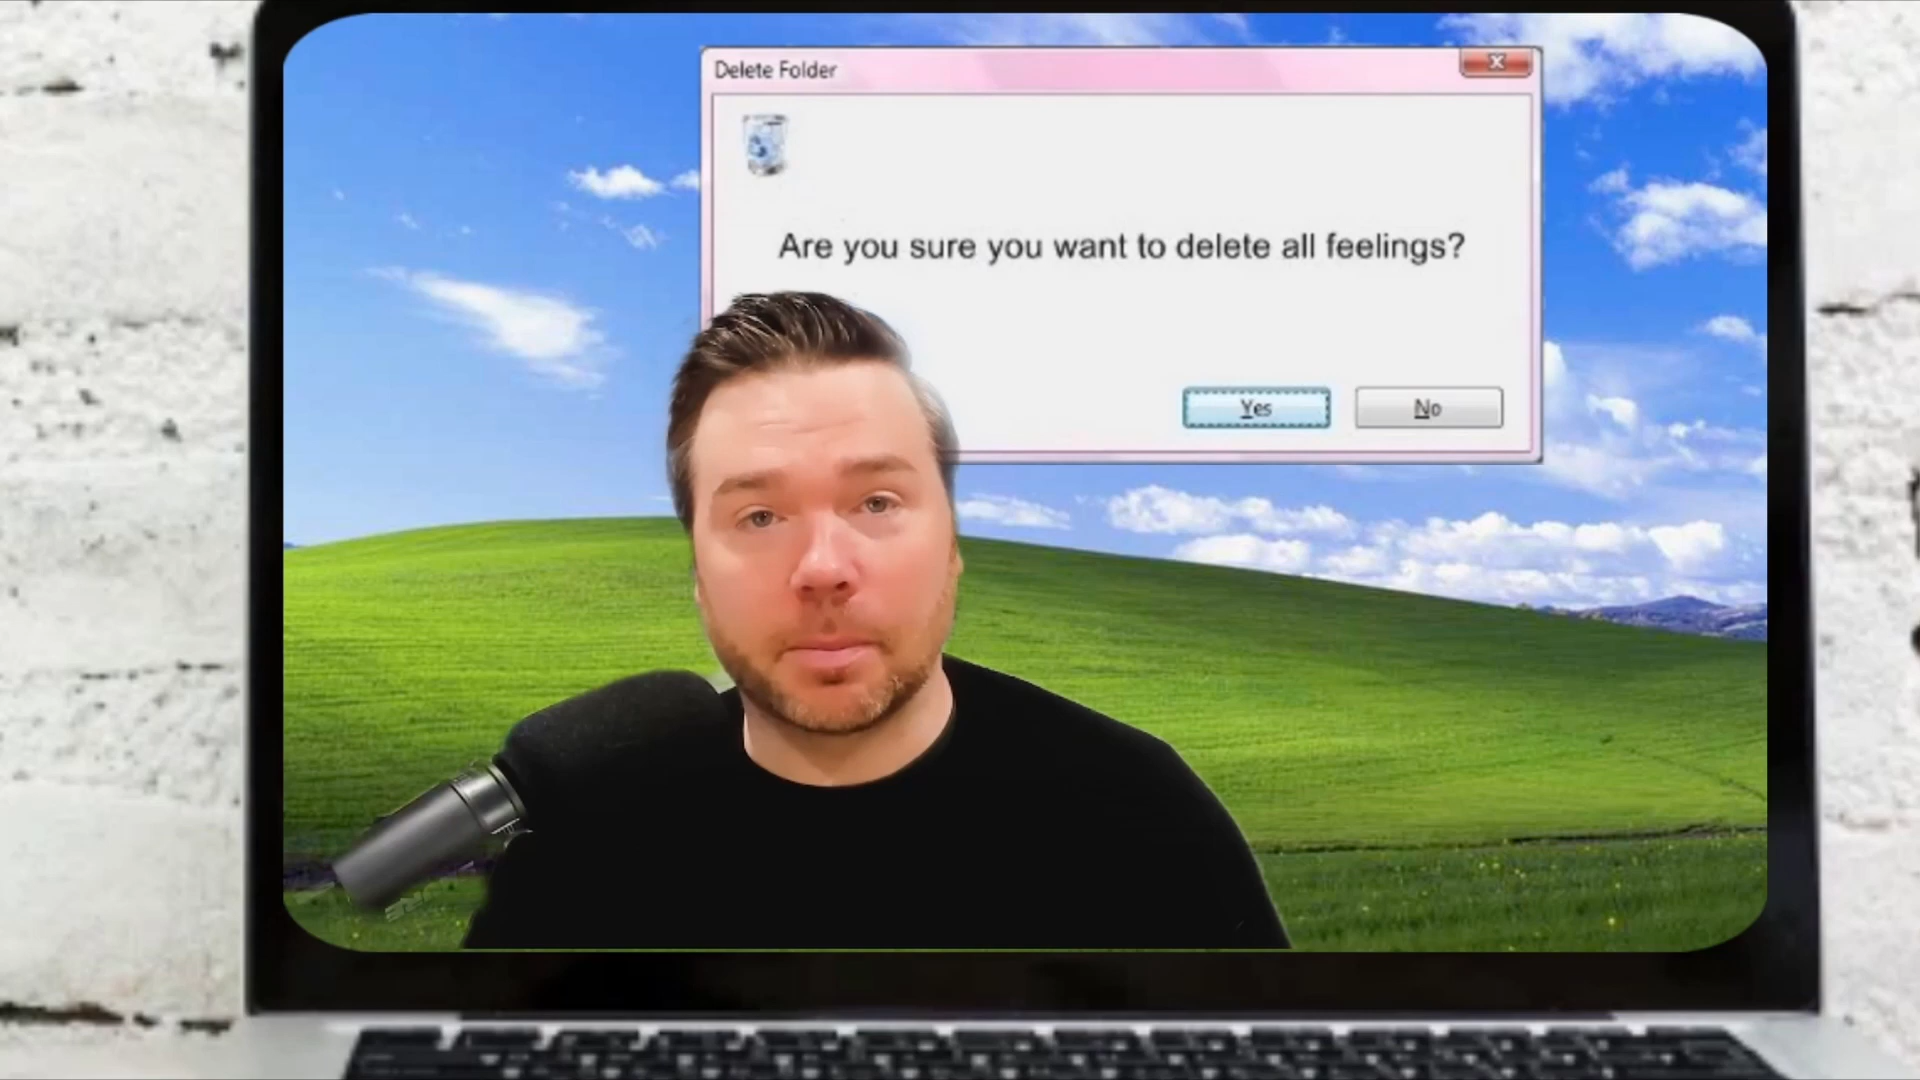 Delete Folder
Are you sure you want to delete all feelings?
Yes
No